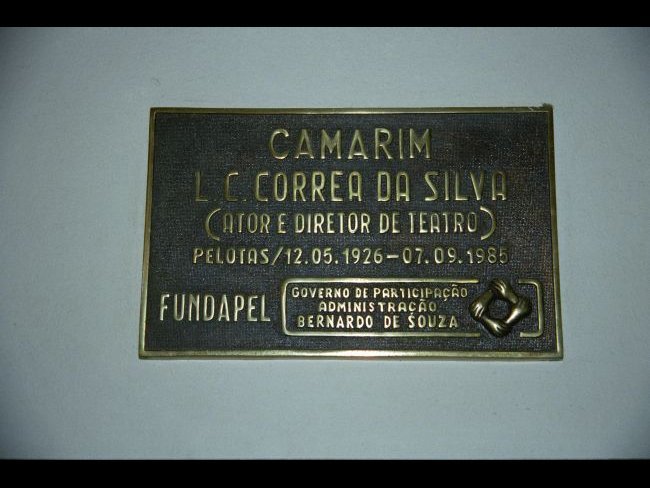 CAMARIM
L.C. CORREA DA SILVA
(ATOR E DIRETOR DE TEATRO)
PELOTAS/12.05.1926-07.09.1985
FUNDAPEL
GOVERNO DE PARTICIPAÇÃO
ADMINISTRAÇÃO
BERNARDO DE SOUZA